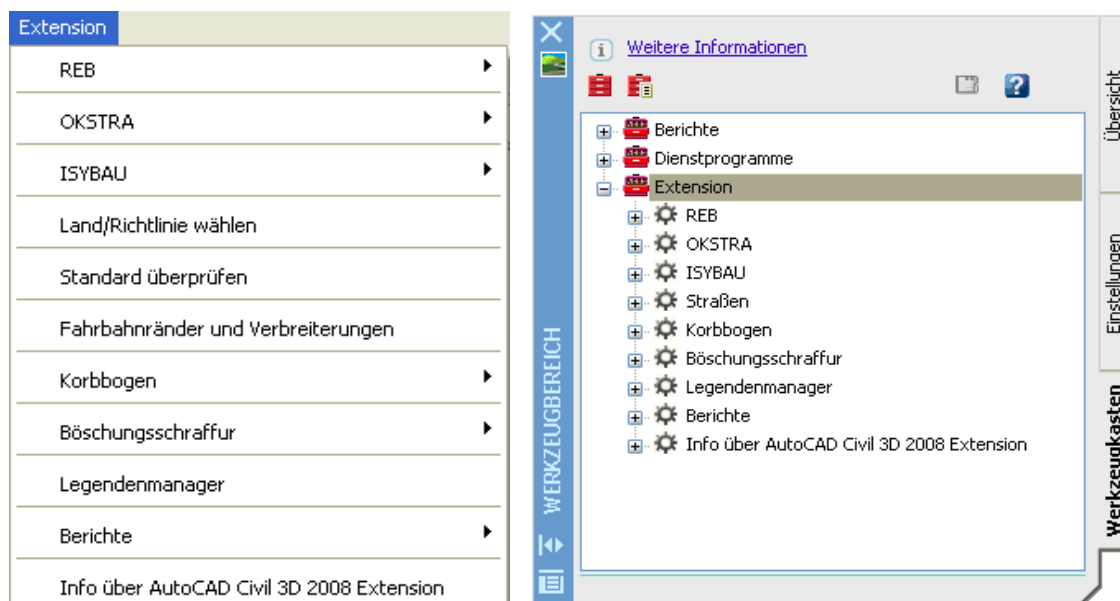 Extension
REB
OKSTRA
ISYBAU
Land/Richtlinie wählen
Standard überprüfen
Fahrbahnränder und Verbreiterungen
Korbbogen
Böschungsschraffur
Legendenmanager
Berichte
Info über AutoCAD Civil 3D 2008 Extension
WERKZEUGBEREICH
Weitere Informationen
Berichte
Dienstprogramme
Extension
REB
OKSTRA
ISYBAU
Straßen
Korbbogen
Böschungsschraffur
Legendenmanager
Berichte
Info über AutoCAD Civil 3D 2008 Extension
Übersicht
Einstellungen
Werkzeugkasten